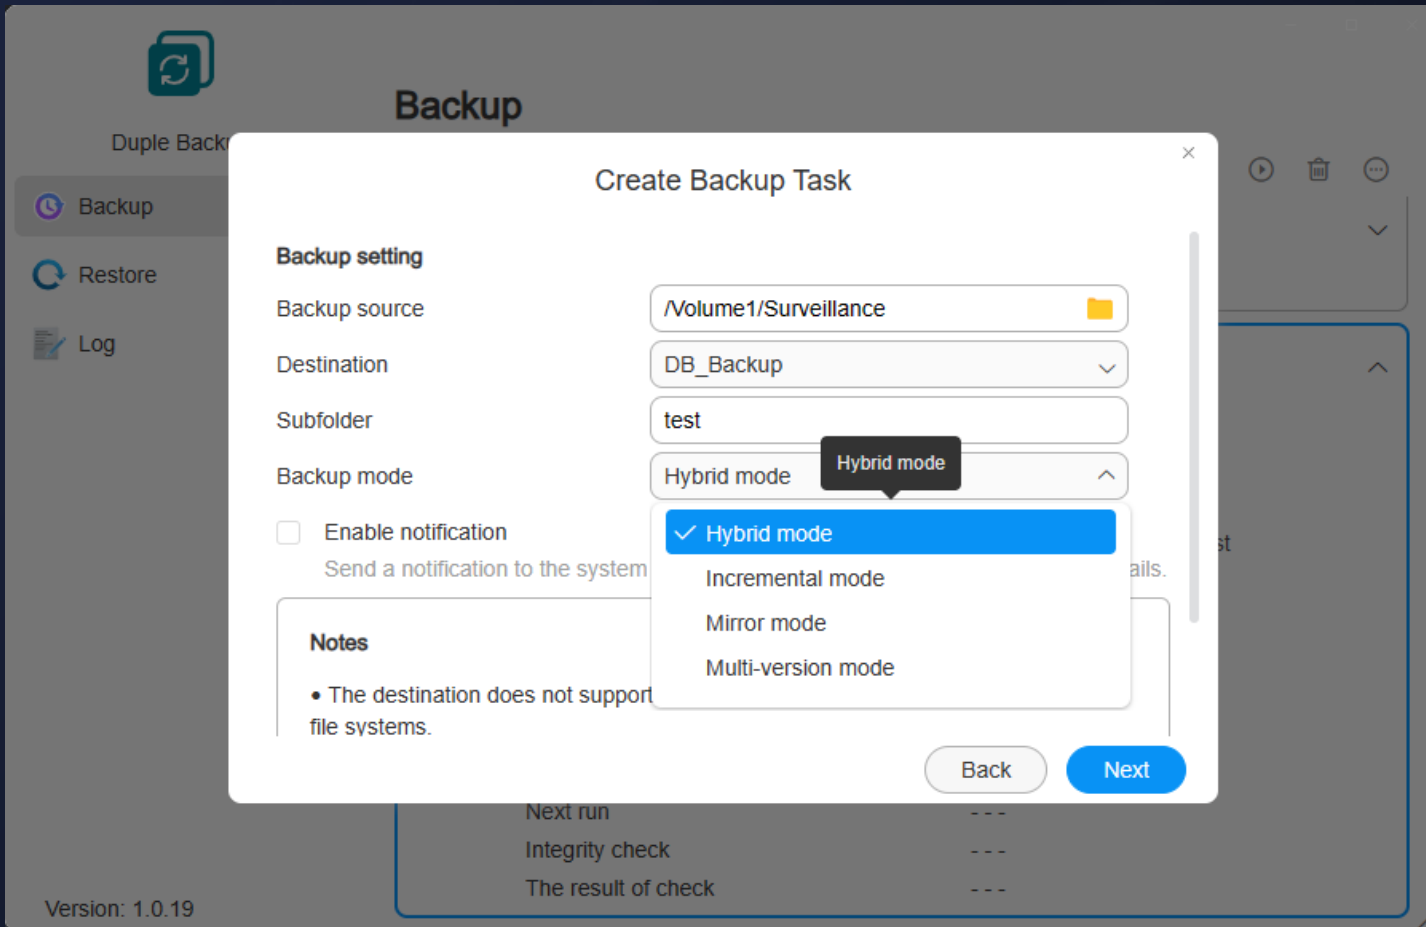 Duple Back
Backup
Backup
Restore
Log
Create Backup Task
Backup setting
Backup source
/Volume1/Surveillance
Destination
DB_Backup
Subfolder
test
Backup mode
Hybrid mode
Hybrid mode
Hybrid mode
Incremental mode
Mirror mode
Multi-version mode
Enable notification
Send a notification to the system
ails.
st
Notes
• The destination does not support
file systems.
Back
Next
Next run
- - -
Integrity check
- - -
The result of check
- - -
Version: 1.0.19